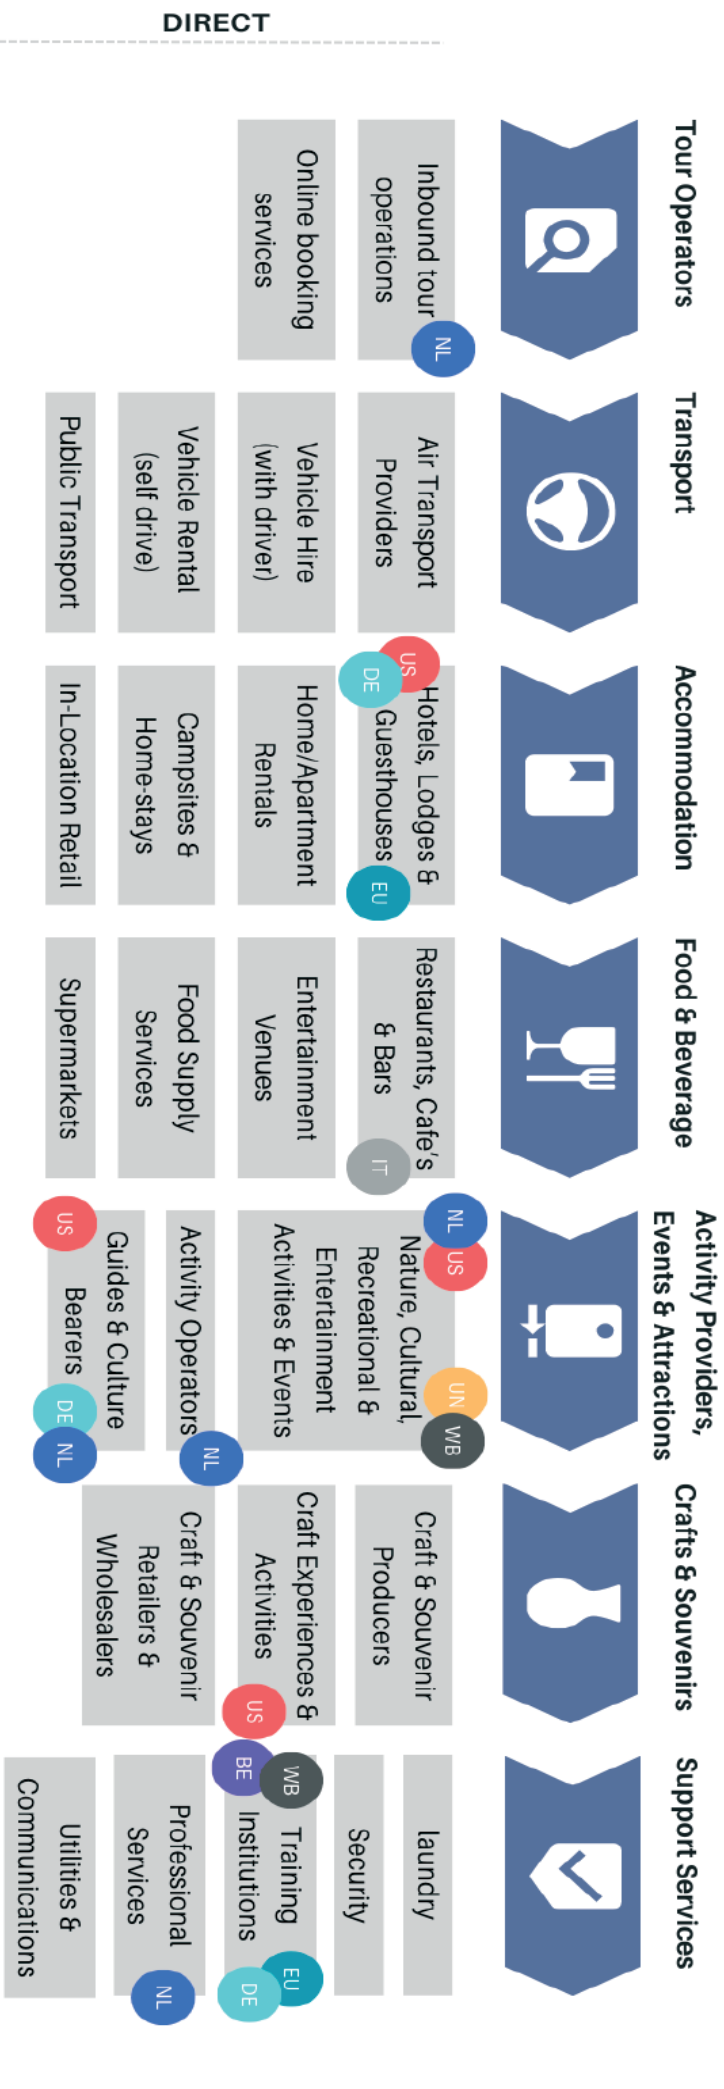 DIRECT
Tour Operators
Inbound tour
operations
NL
Online booking
services
Transport
Air Transport
Providers
Vehicle Hire
(with driver)
Vehicle Rental
(self drive)
Public Transport
Accommodation
US
DE
Hotels, Lodges &
Guesthouses
EU
Home/Apartment
Rentals
Campsites &
Home-stays
In-Location Retail
Food & Beverage
Restaurants, Cafe's
& Bars
IT
Entertainment
Venues
Food Supply
Services
Supermarkets
Activity Providers,
Events & Attractions
NL
US
UN
WB
Nature, Cultural,
Recreational &
Entertainment
Activities & Events
Activity Operators
NL
US
Guides & Culture
Bearers
DE
NL
Crafts & Souvenirs
Craft & Souvenir
Producers
Craft Experiences &
Activities
US
Craft & Souvenir
Retailers &
Wholesalers
Support Services
laundry
Security
WB
BE
Training
Institutions
EU
DE
Professional
Services
NL
Utilities &
Communications